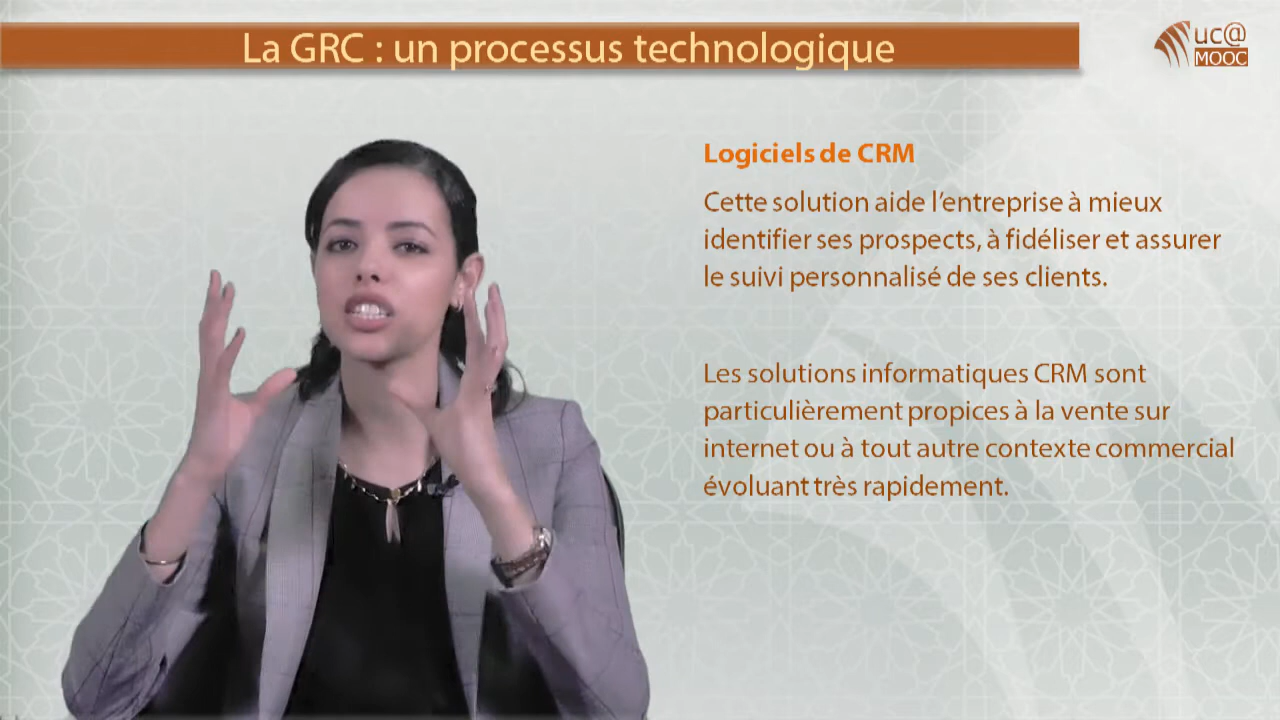 La GRC : un processus technologique
uc@
MOOC
Logiciels de CRM
Cette solution aide l'entreprise à mieux
identifier ses prospects, à fidéliser et assurer
le suivi personnalisé de ses clients.
Les solutions informatiques CRM sont
particulièrement propices à la vente sur
internet ou à tout autre contexte commercial
évoluant très rapidement.